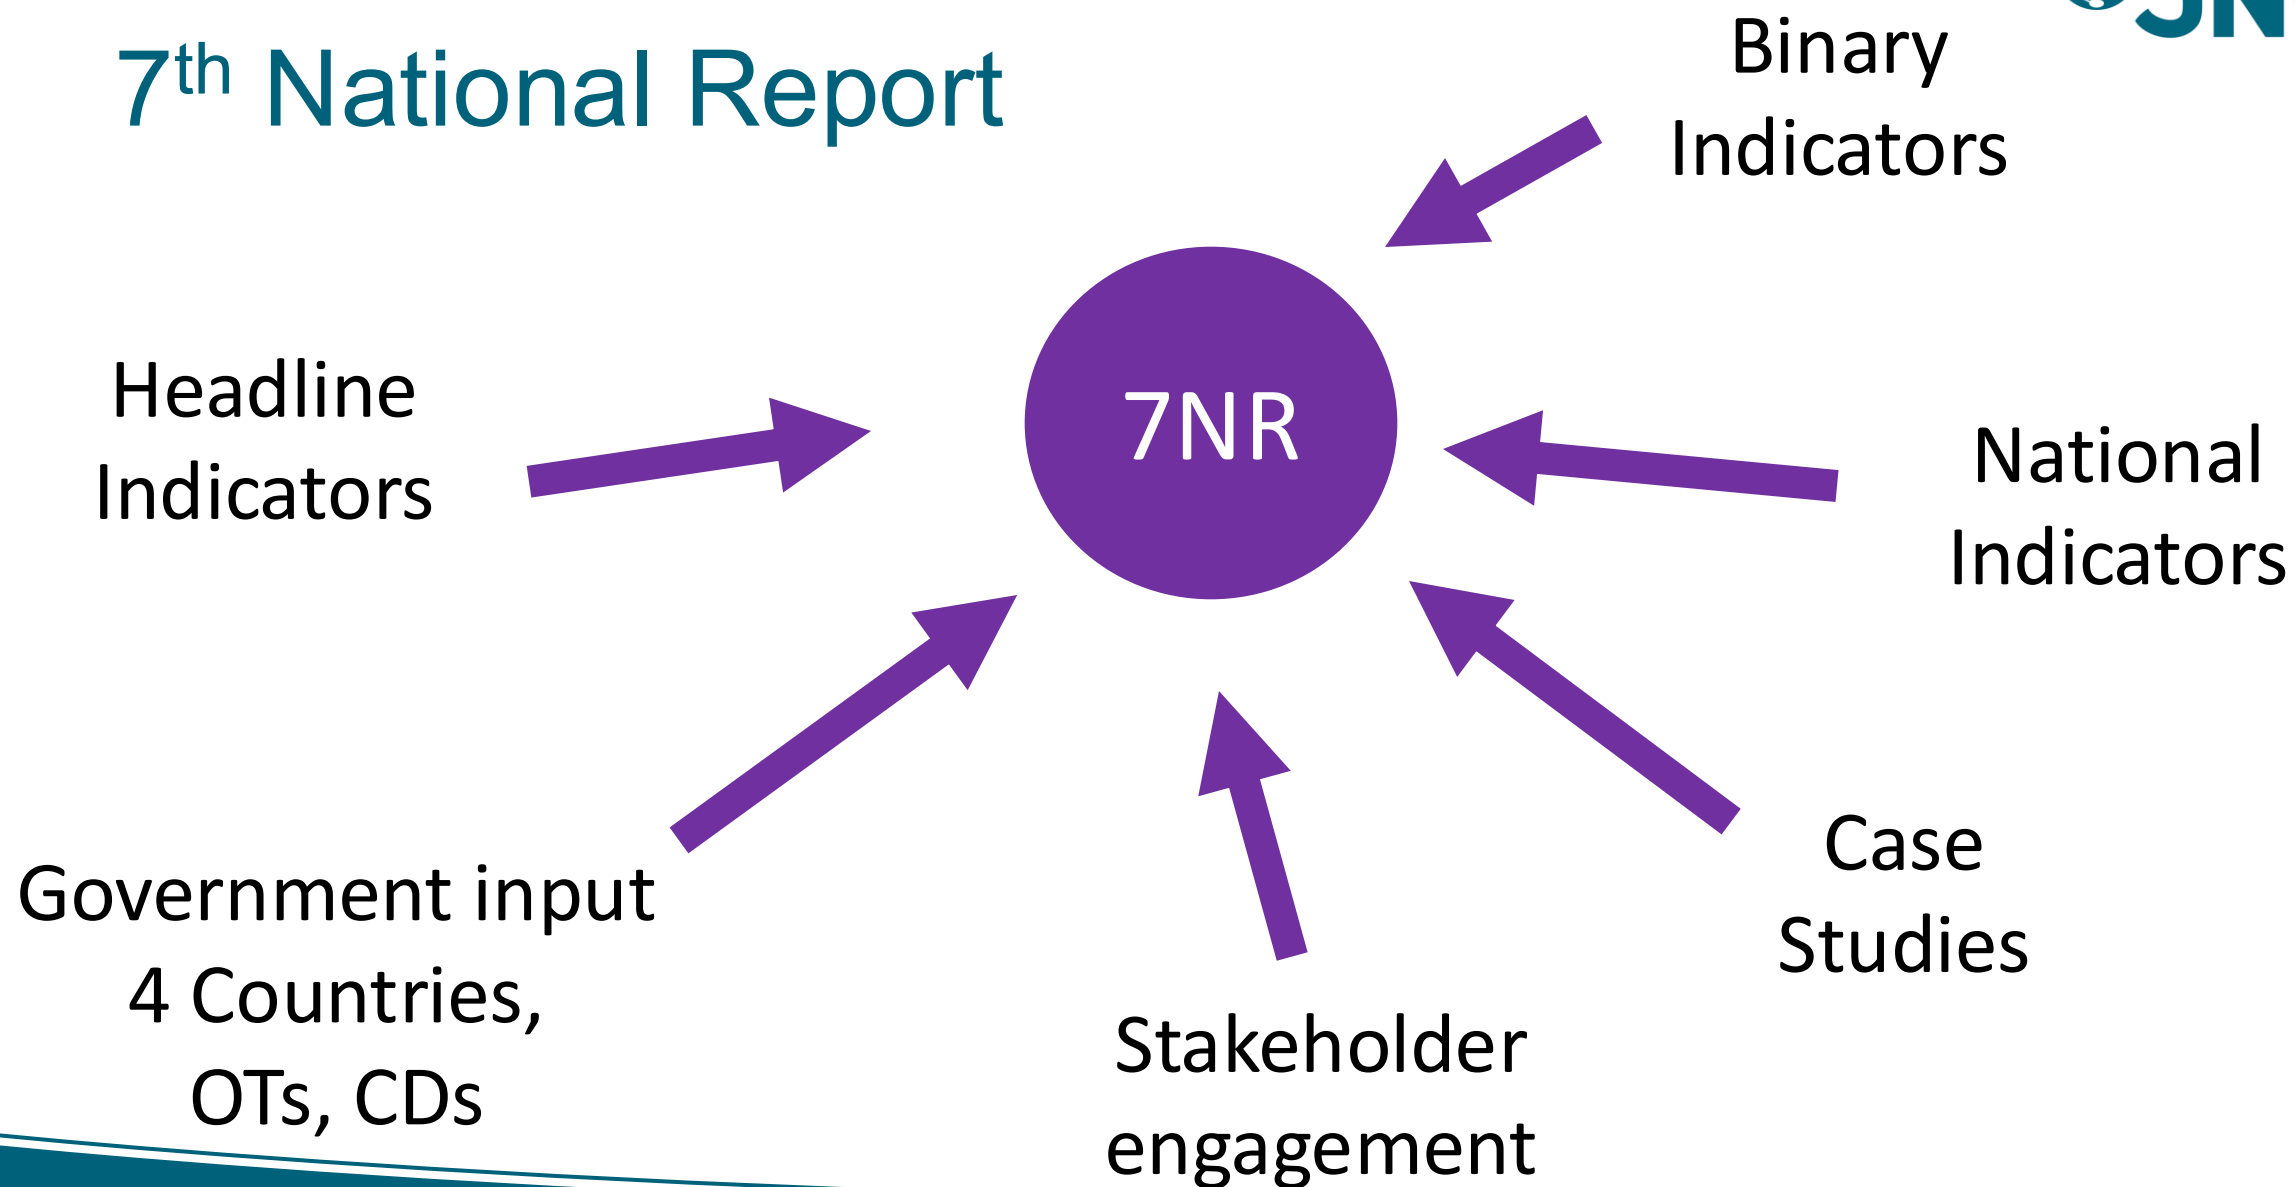 7th National Report
Binary
Indicators
Headline
Indicators
7NR
National
Indicators
Government input
4 Countries,
OTs, CDs
Stakeholder
engagement
Case
Studies